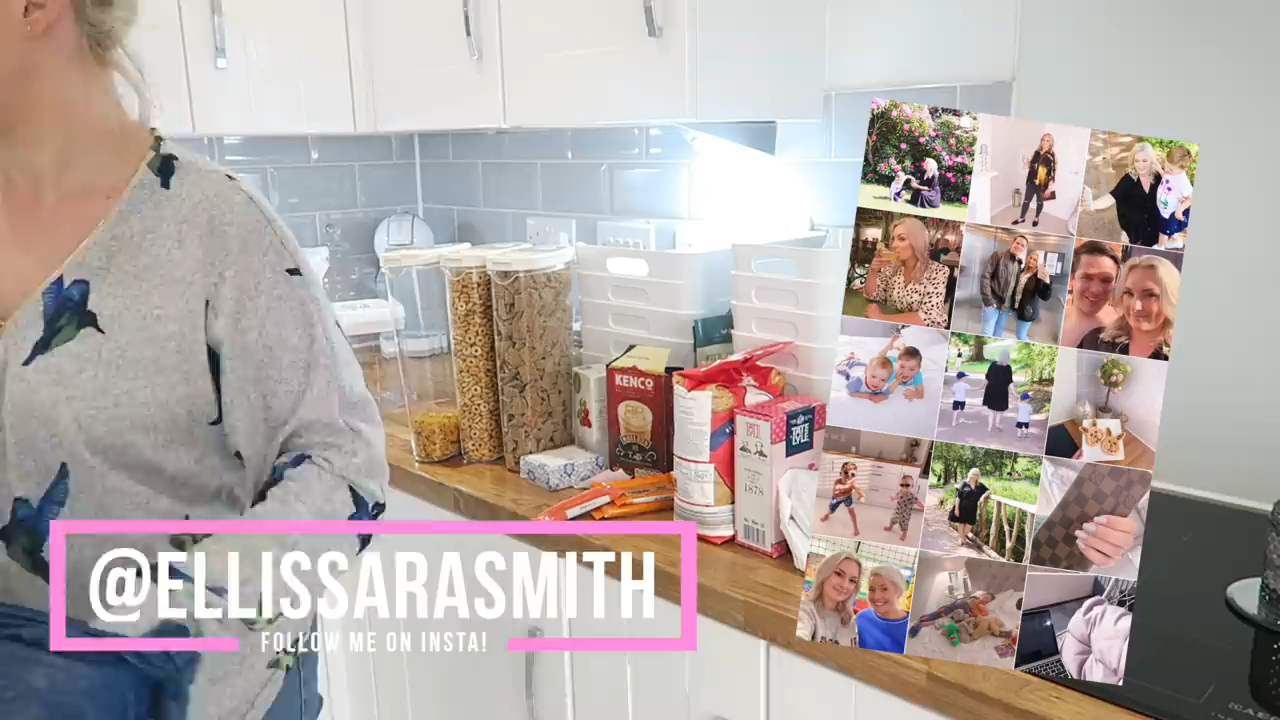 KENCO
TATE
LYLE
1878
@ELLISSARASMITH
FOLLOW ME ON INSTA!